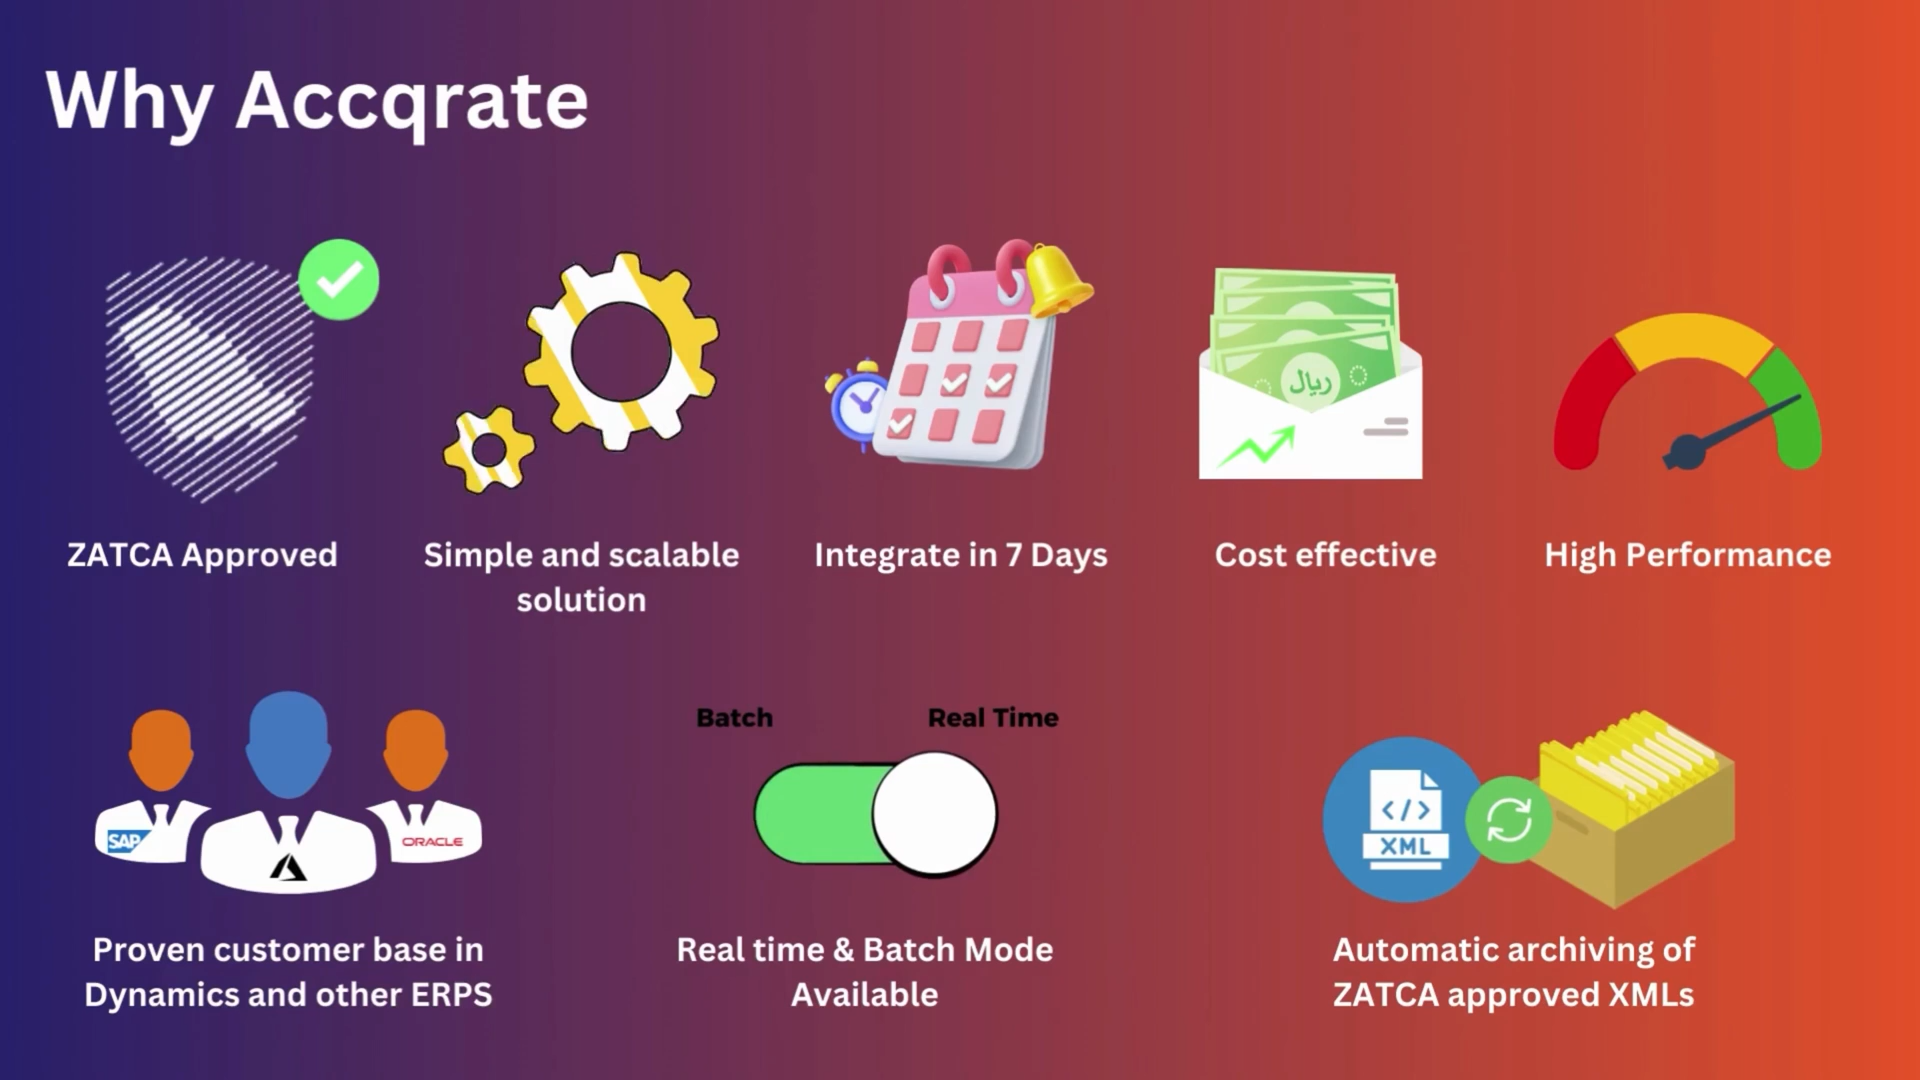 Why Accqrate
ريال
ZATCA Approved
Simple and scalable
solution
Integrate in 7 Days
Cost effective
High Performance
Batch
Real Time
SAP
ORACLE
XML
Proven customer base in
Dynamics and other ERPS
Real time & Batch Mode
Available
Automatic archiving of
ZATCA approved XMLs